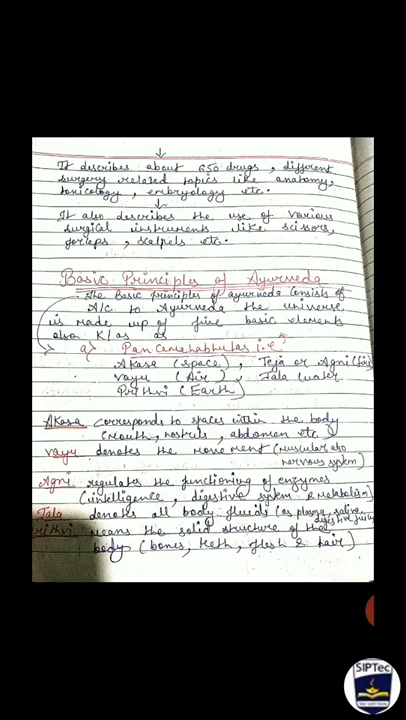 It describes about 650 drugs, different
surgery related topics like anatomy,
toxicology, embryology etc.
It also describes the use of various
surgical instruments like scissors,
forceps, scalpels etc.
Basic Principles of Ayurveda
The Basic principles of ayurveda consists of
A/c to Ayurveda the universe
is made up of five basic elements
also K/as as
a) Pancamahabhutas i.e
Akasa (space), Teja or Agni (fire)
Vayu (Air), Jala (water
Prithvi (Earth)
Akasa corresponds to spaces within the body
(mouth, nostrils, abdomen etc)
Vayu denotes the movement (muscular also
nervous system)
Agni regulates the functioning of enzymes
(intelligence, digestive system & metabolism)
Jala denotes all body fluids (as plasma, saliva,
digestive juice)
rithvi means the solid structure of the
body (bones, teeth, flesh & hair)
SIPTec